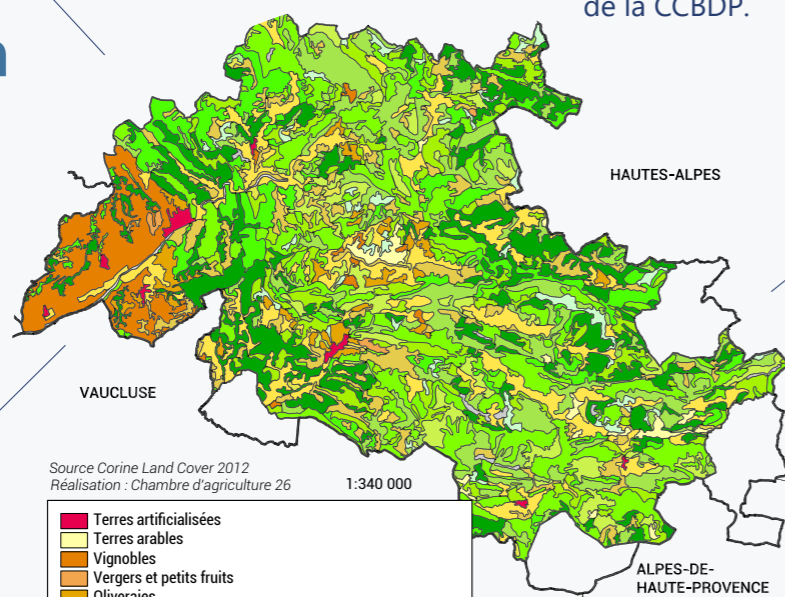 de la CCBDP.
n
HAUTES-ALPES
VAUCLUSE
Source Corine Land Cover 2012
Réalisation : Chambre d'agriculture 26
1:340 000
Terres artificialisées
Terres arables
Vignobles
Vergers et petits fruits
Oliveraies
ALPES-DE-
HAUTE-PROVENCE